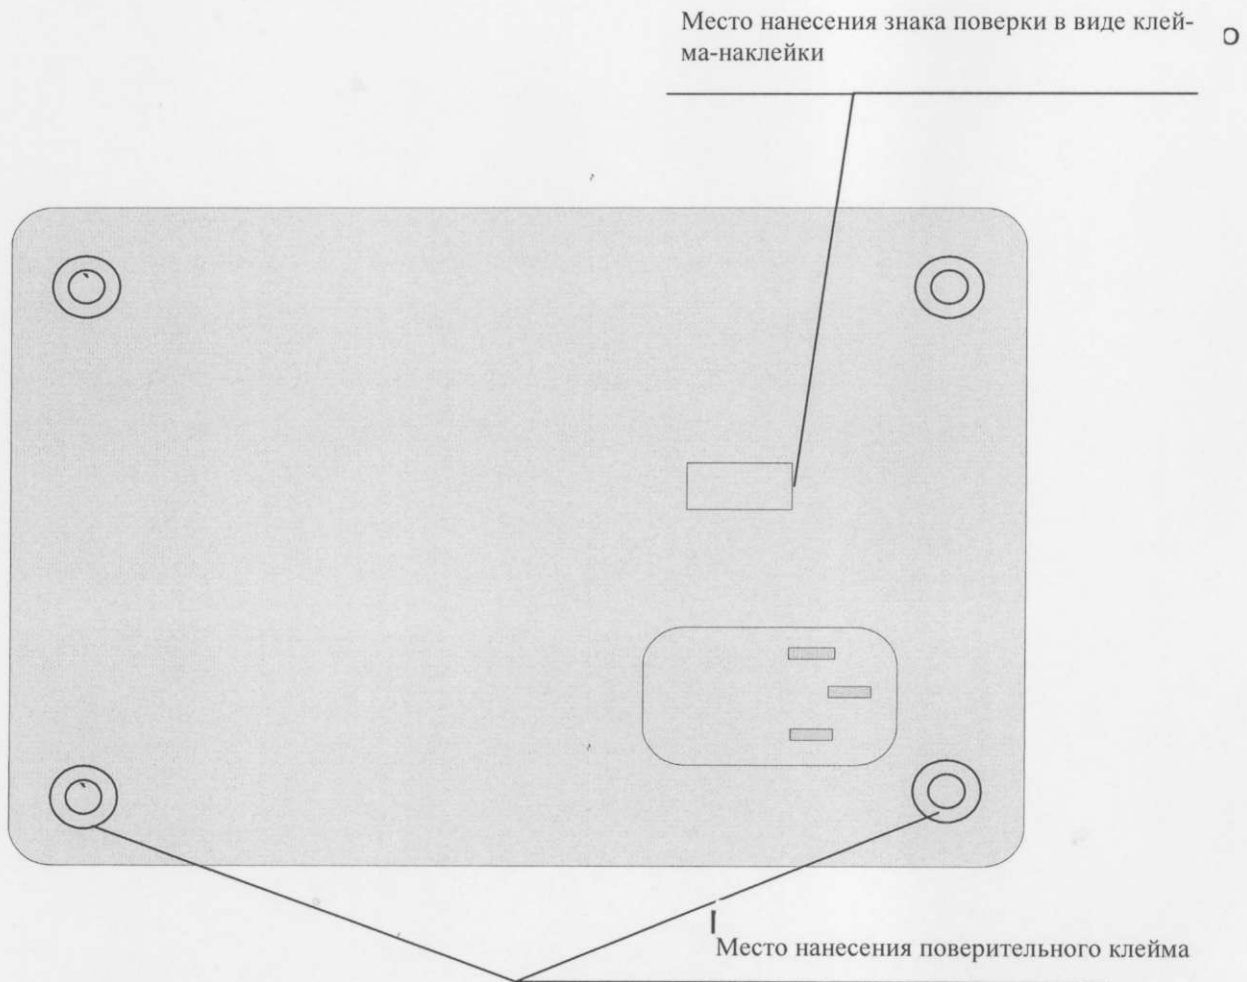 Место нанесения знака поверки в виде клей-
ма-наклейки
Место нанесения поверительного клейма